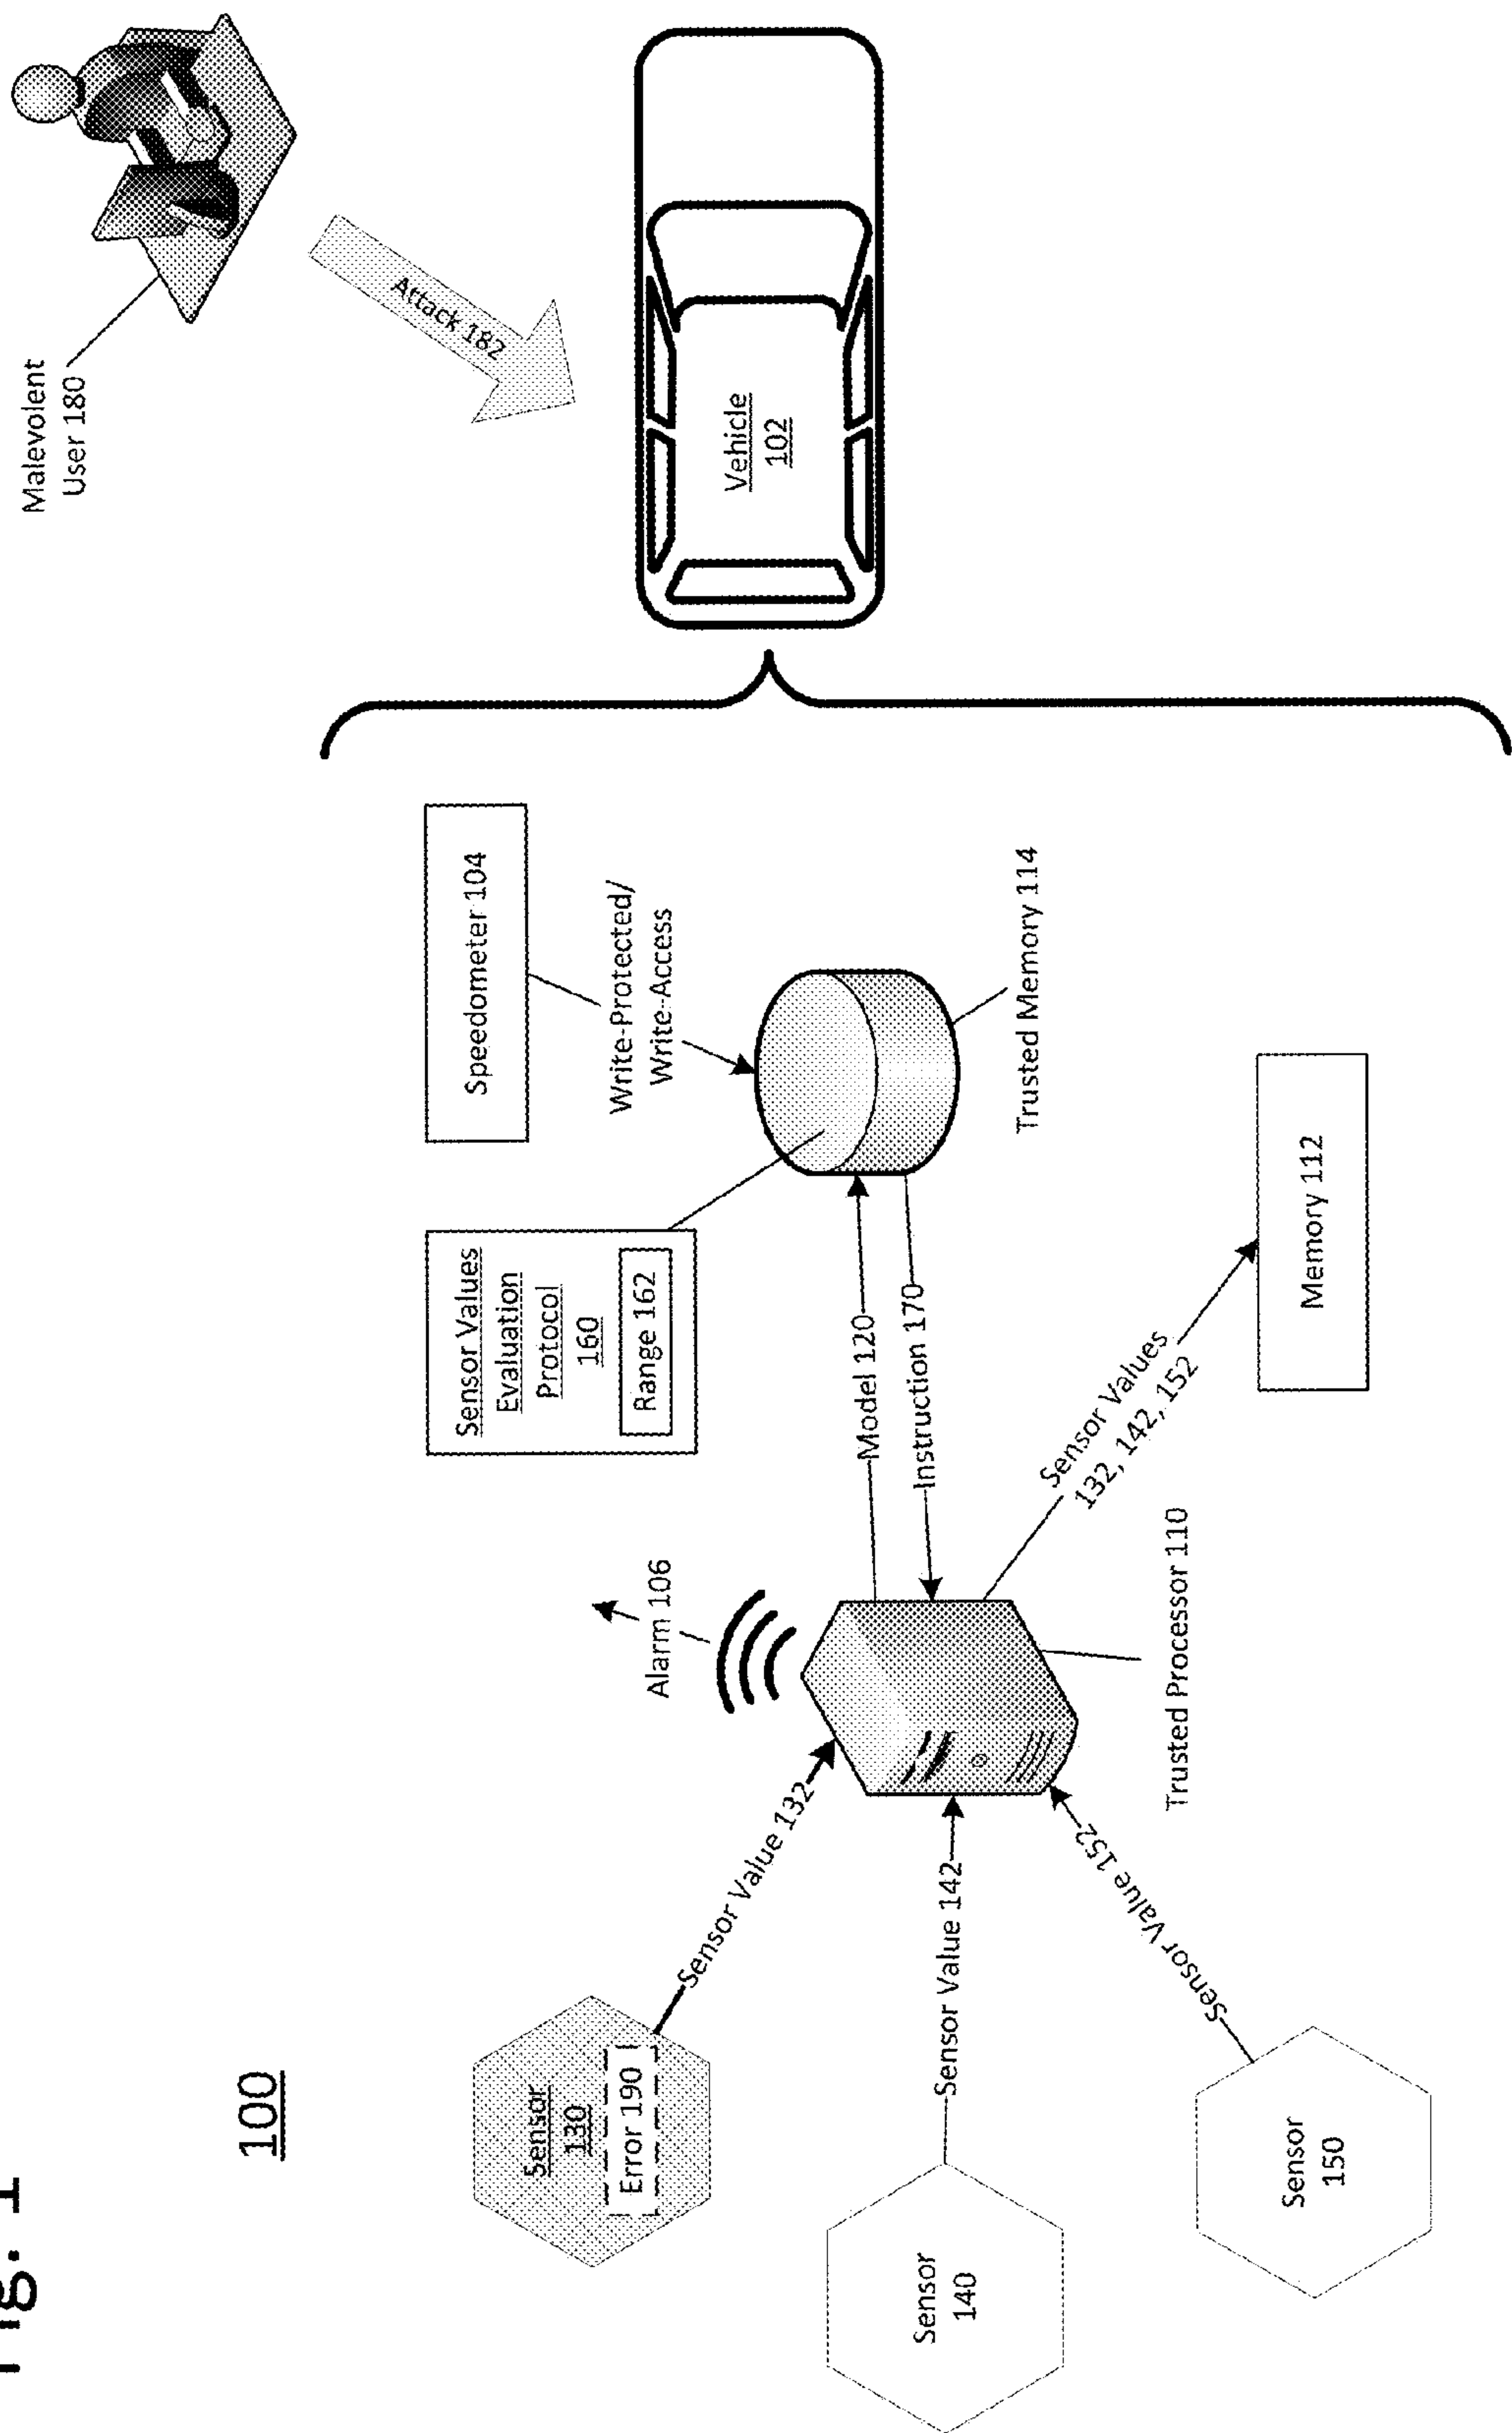 Fig. 1
100
Malevolent
User 180
Attack 182
Vehicle
102
Speedometer 104
Write-Protected/
Write-Access
Trusted Memory 114
Sensor Values
Evaluation
Protocol
160
Range 162
Model 120
Instruction 170
Sensor Values
132, 142, 152
Memory 112
Alarm 106
Trusted Processor 110
Sensor Value 132
Sensor Value 142
Sensor Value 152
Sensor
130
Error 190
Sensor
140
Sensor
150